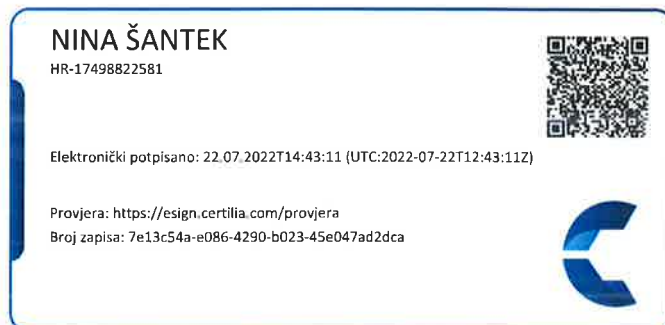 NINA ŠANTEK
HR-17498822581
Elektronički potpisano: 22.07.2022T14:43:11 (UTC:2022-07-22T12:43:11Z)
Provjera: https://esign.certilia.com/provjera
Broj zapisa: 7e13c54a-e086-4290-b023-45e047ad2dca